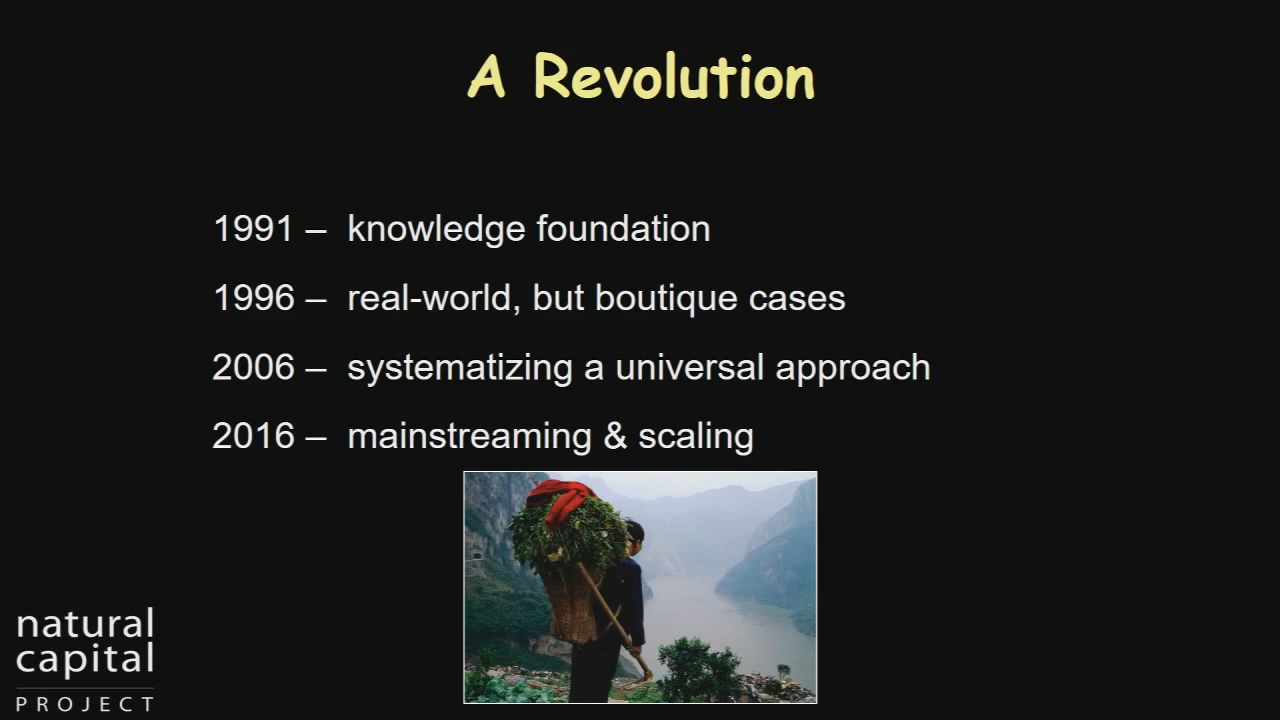 A Revolution
1991 – knowledge foundation
1996 – real-world, but boutique cases
2006 – systematizing a universal approach
2016 – mainstreaming & scaling
natural
capital
PROJECT